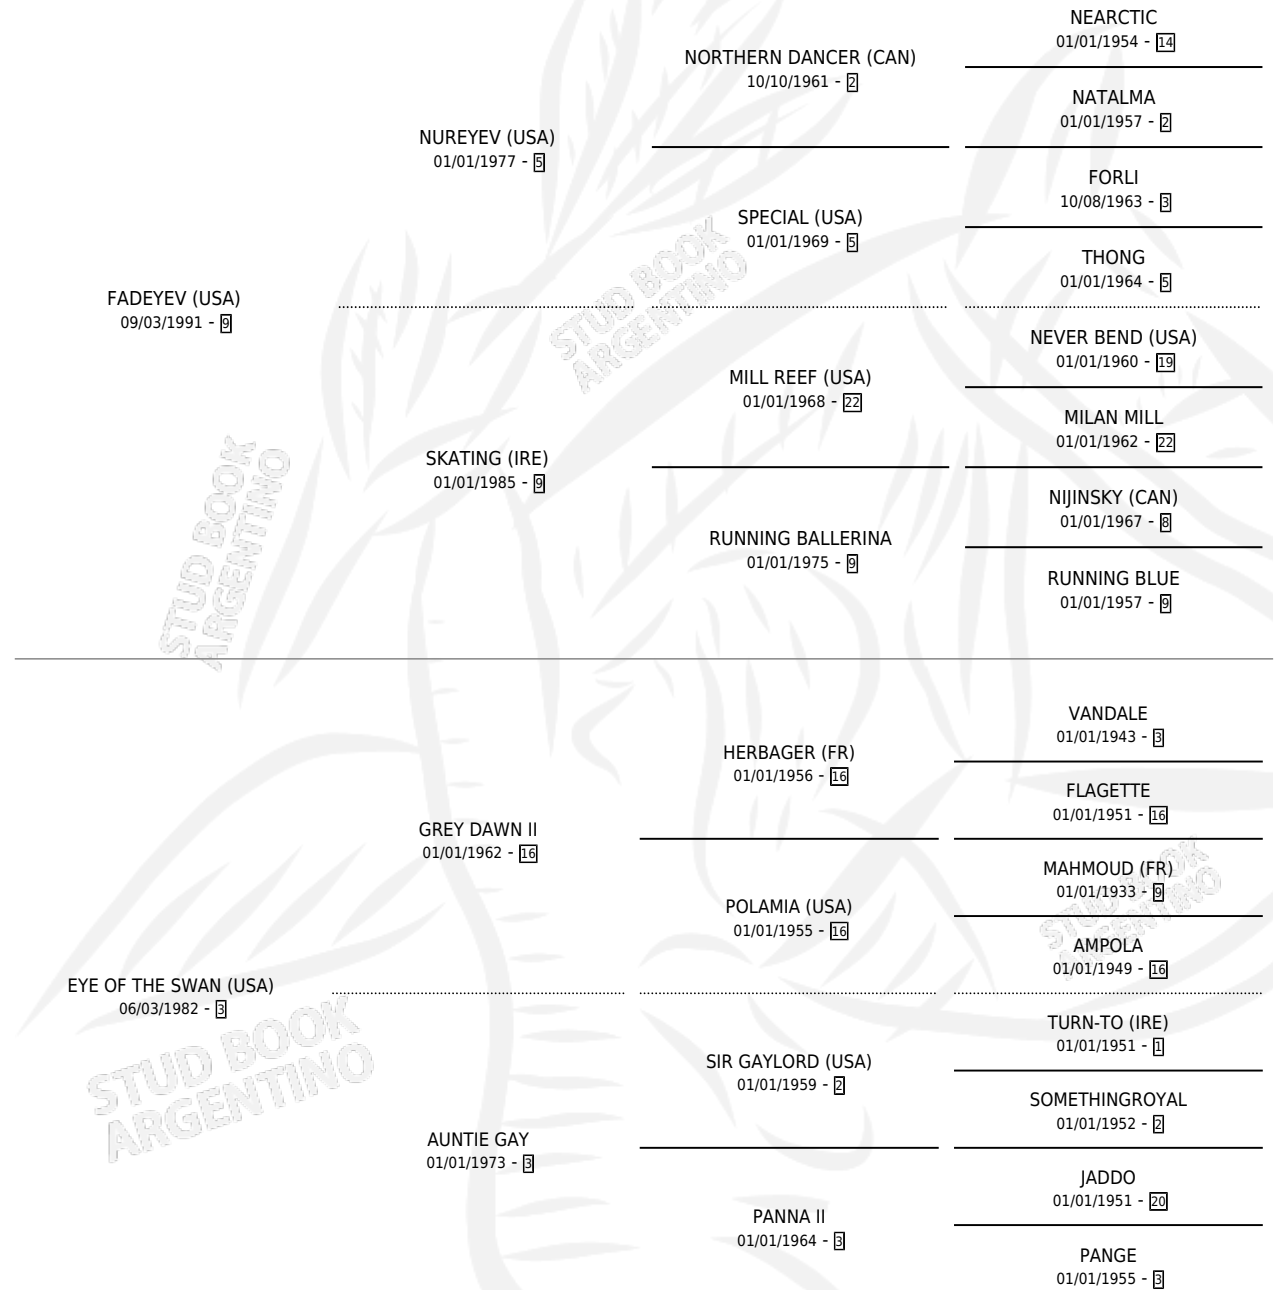 NEARCTIC
01/01/1954 - 14
NORTHERN DANCER (CAN)
10/10/1961 - 2
NATALMA
01/01/1957 - 2
NUREYEV (USA)
01/01/1977 - 5
FORLI
10/08/1963 - 3
SPECIAL (USA)
01/01/1969 - 5
THONG
01/01/1964 - 5
FADEYEV (USA)
09/03/1991 - 9
STUD BOOK
ARGENTINO
NEVER BEND (USA)
01/01/1960 - 19
MILL REEF (USA)
01/01/1968 - 22
MILAN MILL
01/01/1962 - 22
SKATING (IRE)
01/01/1985 - 9
NIJINSKY (CAN)
01/01/1967 - 8
RUNNING BALLERINA
01/01/1975 - 9
RUNNING BLUE
01/01/1957 - 9
STUD BOOK
ARGENTINO
VANDALE
01/01/1943 - 3
HERBAGER (FR)
01/01/1956 - 16
FLAGETTE
01/01/1951 - 16
GREY DAWN II
01/01/1962 - 16
MAHMOUD (FR)
01/01/1933 - 9
POLAMIA (USA)
01/01/1955 - 16
STUD BOOK
ARGENTINO
AMPOLA
01/01/1949 - 16
EYE OF THE SWAN (USA)
06/03/1982 - 3
STUD BOOK
ARGENTINO
TURN-TO (IRE)
01/01/1951 - 1
SIR GAYLORD (USA)
01/01/1959 - 2
SOMETHINGROYAL
01/01/1952 - 2
AUNTIE GAY
01/01/1973 - 3
JADDO
01/01/1951 - 20
PANNA II
01/01/1964 - 3
PANGE
01/01/1955 - 3